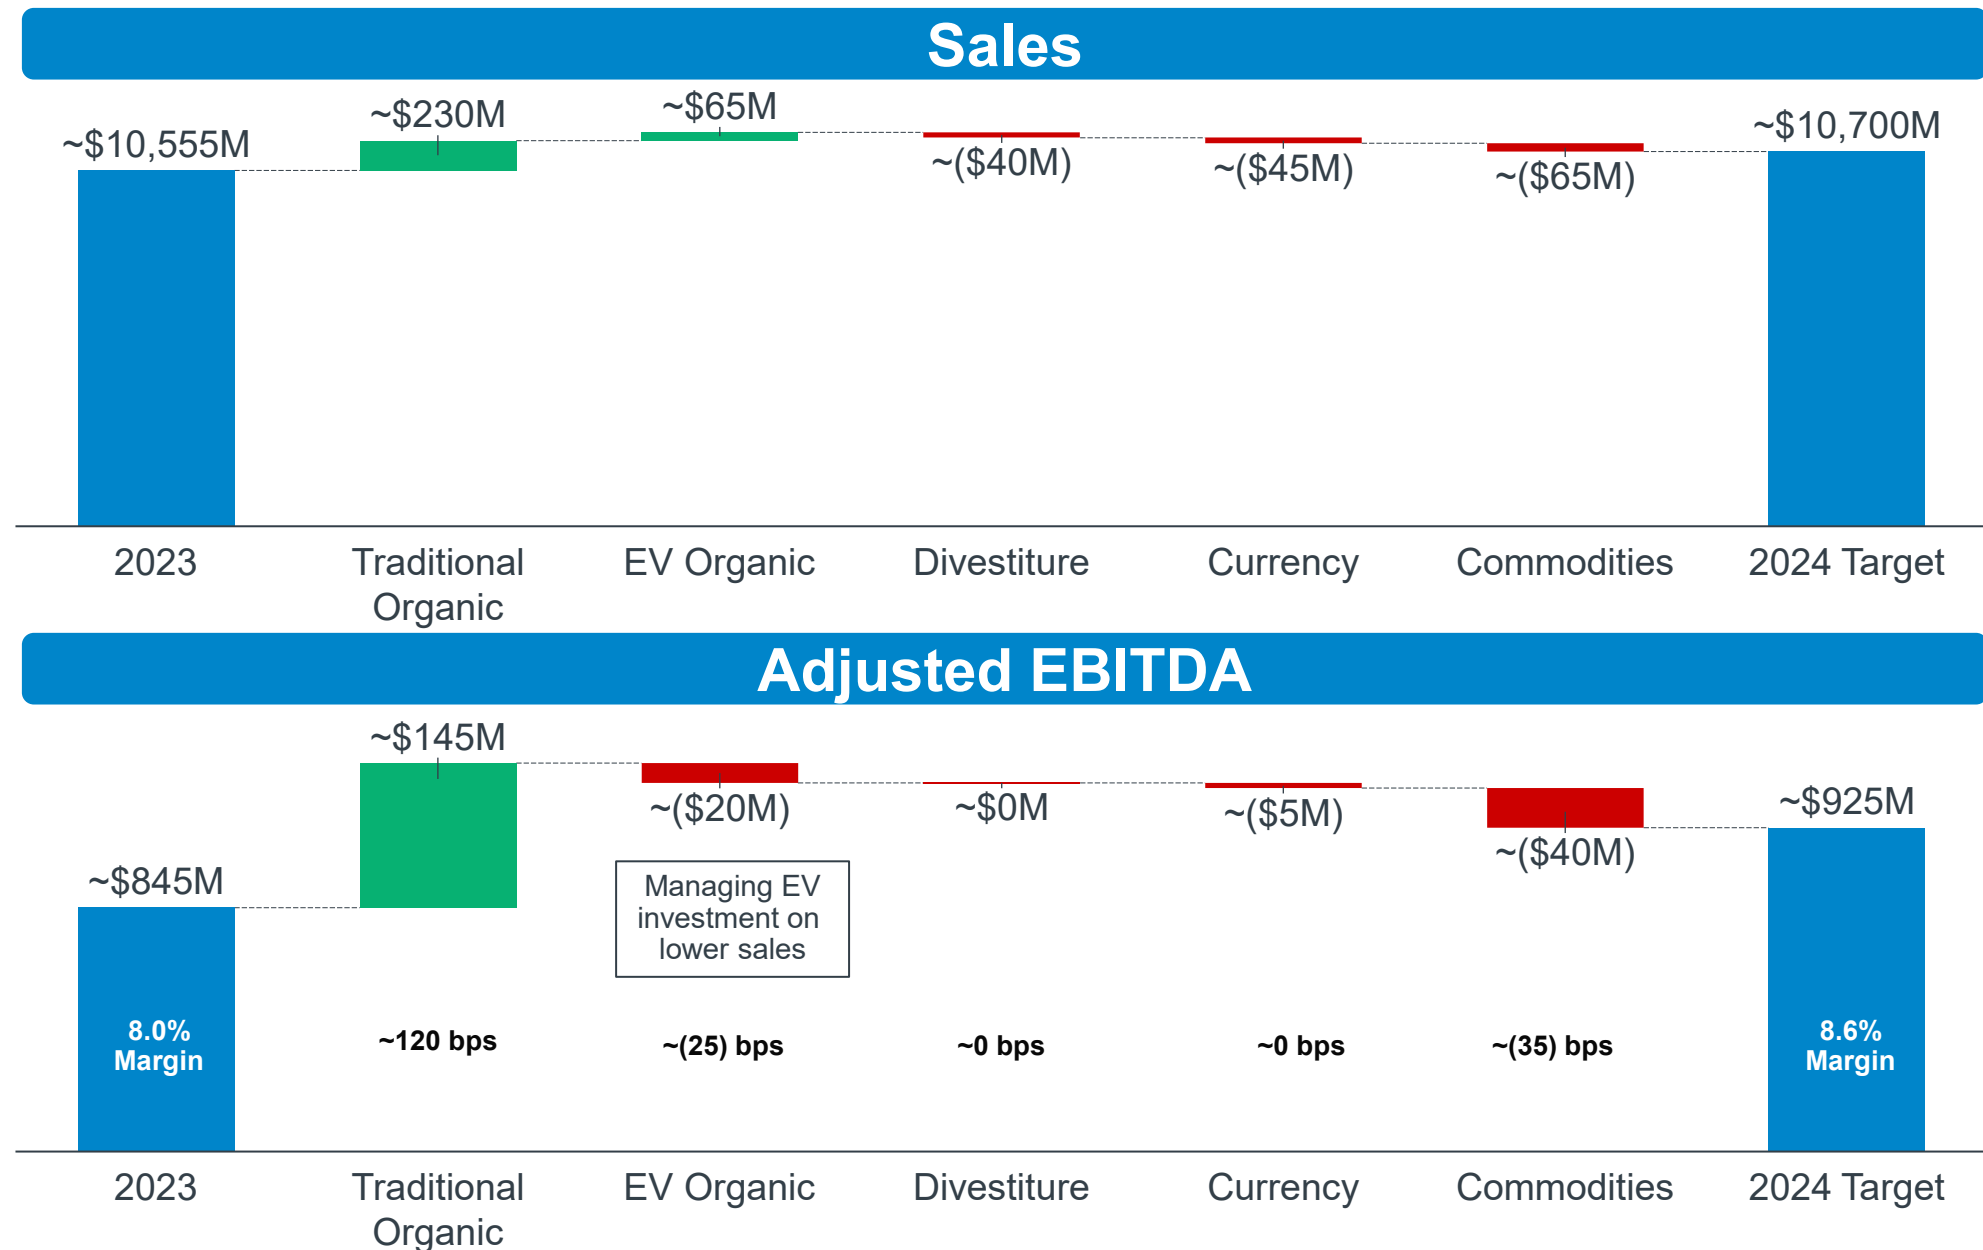 Sales
~$10,555M
~$230M
~$65M
~($40M)
~($45M)
~($65M)
~$10,700M
2023
Traditional
Organic
EV Organic
Divestiture
Currency
Commodities
2024 Target
Adjusted EBITDA
~$845M
~$145M
~($20M)
~$0M
~($5M)
~($40M)
~$925M
Managing EV
investment on
lower sales
8.0%
Margin
~120 bps
~(25) bps
~0 bps
~0 bps
~(35) bps
8.6%
Margin
2023
Traditional
Organic
EV Organic
Divestiture
Currency
Commodities
2024 Target